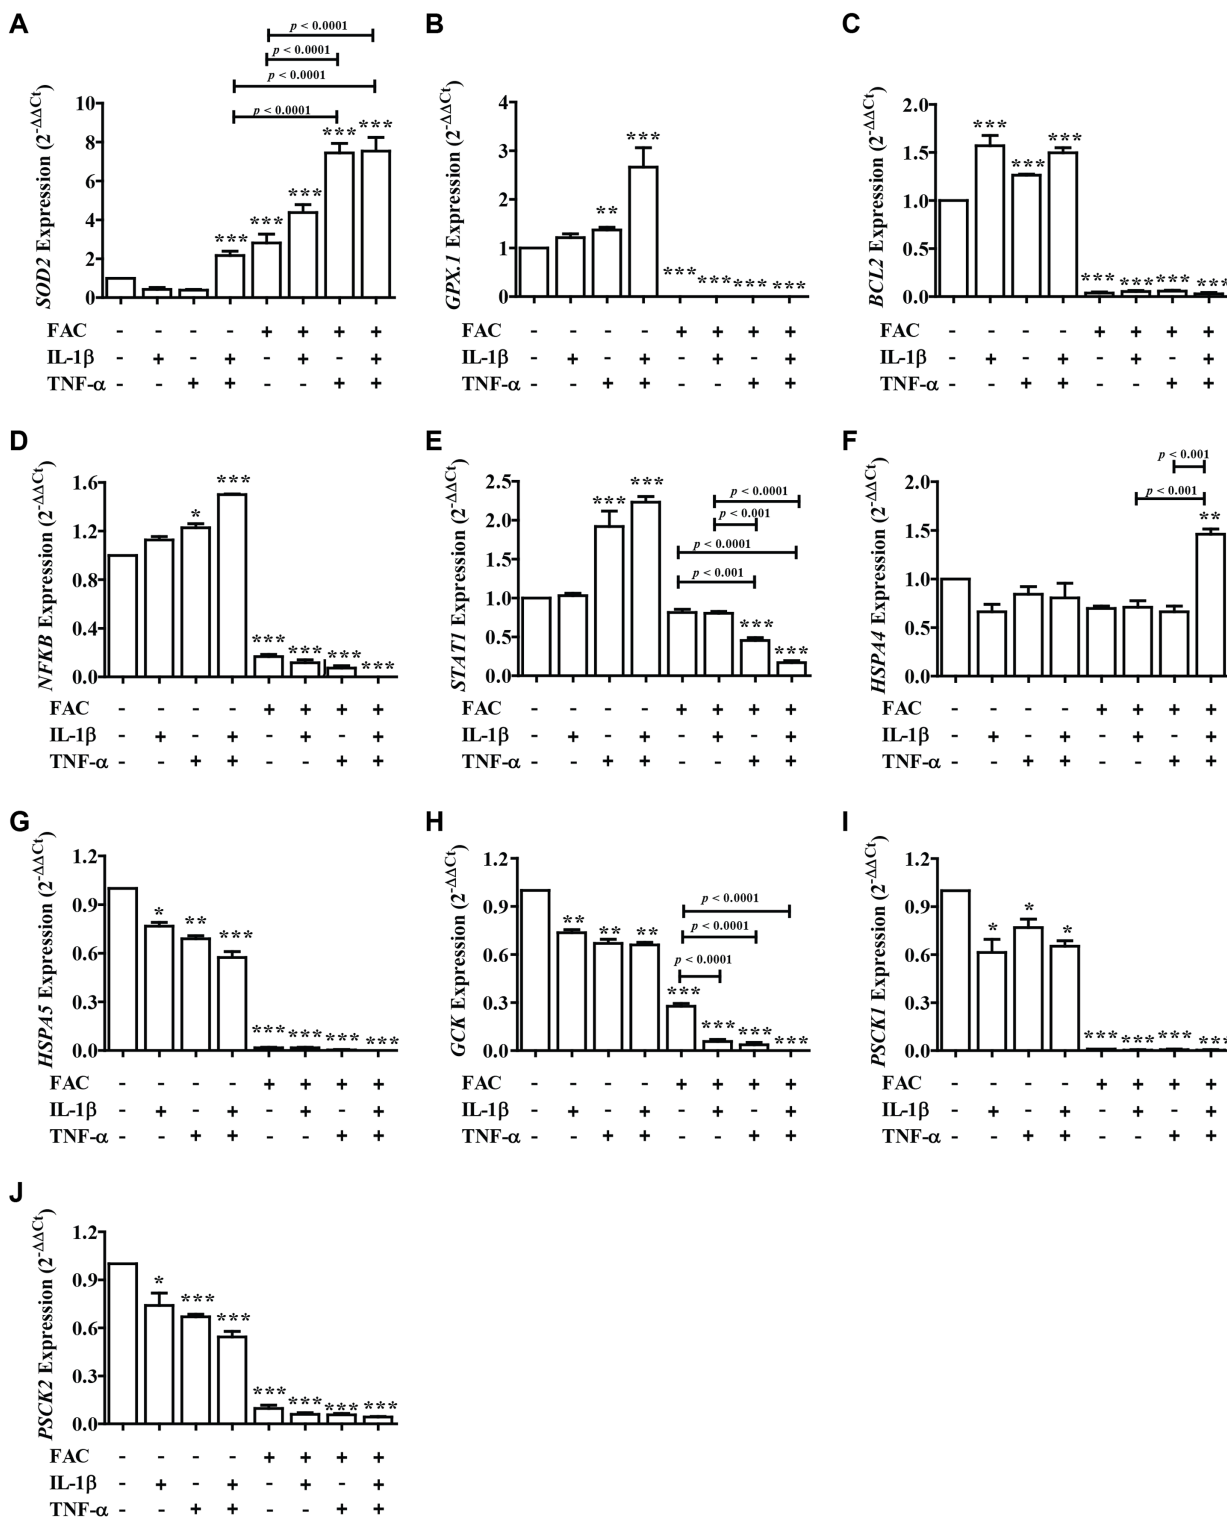 A
p < 0.0001
p < 0.0001
p < 0.0001
p < 0.0001
SOD2 Expression (2-ΔΔCt)
10
8
6
4
2
0
*** *** *** *** ***
FAC - - - - + + + +
IL-1β - + - + - + - +
TNF-α - - + + - - + +
B
GPX.1 Expression (2-ΔΔCt)
4
3
2
1
0
** *** *** *** *** ***
FAC - - - - + + + +
IL-1β - + - + - + - +
TNF-α - - + + - - + +
C
BCL2 Expression (2-ΔΔCt)
2.0
1.5
1.0
0.5
0.0
*** *** *** *** *** *** ***
FAC - - - - + + + +
IL-1β - + - + - + - +
TNF-α - - + + - - + +
D
NFKB Expression (2-ΔΔCt)
1.6
1.2
0.8
0.4
0.0
* *** *** *** *** ***
FAC - - - - + + + +
IL-1β - + - + - + - +
TNF-α - - + + - - + +
E
STAT1 Expression (2-ΔΔCt)
2.5
2.0
1.5
1.0
0.5
0.0
*** *** *** ***
p < 0.0001
p < 0.001
p < 0.0001
p < 0.001
FAC - - - - + + + +
IL-1β - + - + - + - +
TNF-α - - + + - - + +
F
HSPA4 Expression (2-ΔΔCt)
2.0
1.5
1.0
0.5
0.0
p < 0.001
p < 0.001
**
FAC - - - - + + + +
IL-1β - + - + - + - +
TNF-α - - + + - - + +
G
HSPA5 Expression (2-ΔΔCt)
1.2
0.9
0.6
0.3
0.0
* ** *** *** *** *** ***
FAC - - - - + + + +
IL-1β - + - + - + - +
TNF-α - - + + - - + +
H
GCK Expression (2-ΔΔCt)
1.2
0.9
0.6
0.3
0.0
p < 0.0001
p < 0.0001
p < 0.0001
** ** ** *** *** *** ***
FAC - - - - + + + +
IL-1β - + - + - + - +
TNF-α - - + + - - + +
I
PSCK1 Expression (2-ΔΔCt)
1.2
0.9
0.6
0.3
0.0
* * * *** *** *** ***
FAC - - - - + + + +
IL-1β - + - + - + - +
TNF-α - - + + - - + +
J
PSCK2 Expression (2-ΔΔCt)
1.2
0.9
0.6
0.3
0.0
* *** *** *** *** *** ***
FAC - - - - + + + +
IL-1β - + - + - + - +
TNF-α - - + + - - + +